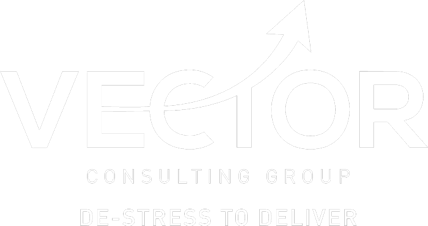 VECTOR
CONSULTING GROUP
DE-STRESS TO DELIVER